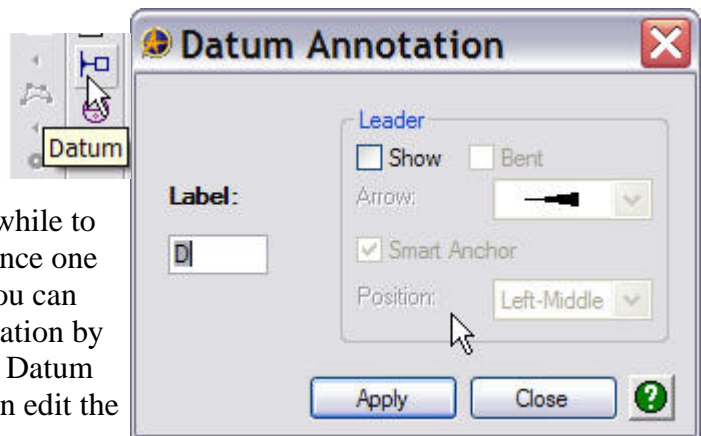 Datum Annotation
Datum
Leader
Show Bent
Label: Arrow:
D
Smart Anchor
Position: Left-Middle
Apply Close ?
while to
nce one
ou can
ation by
Datum
n edit the